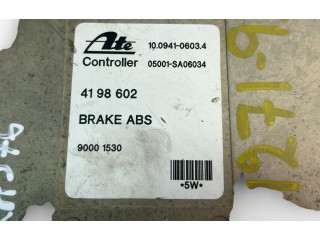 Ate 10.0941-0603.4
Controller 05001-SA06034
41 98 602
BRAKE ABS
9000 1530
*5W*